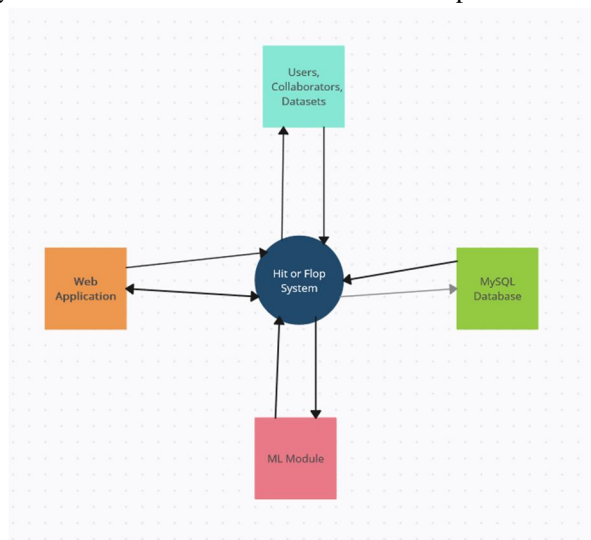 Users,
Collaborators,
Datasets
Web
Application
Hit or Flop
System
MySQL
Database
ML Module